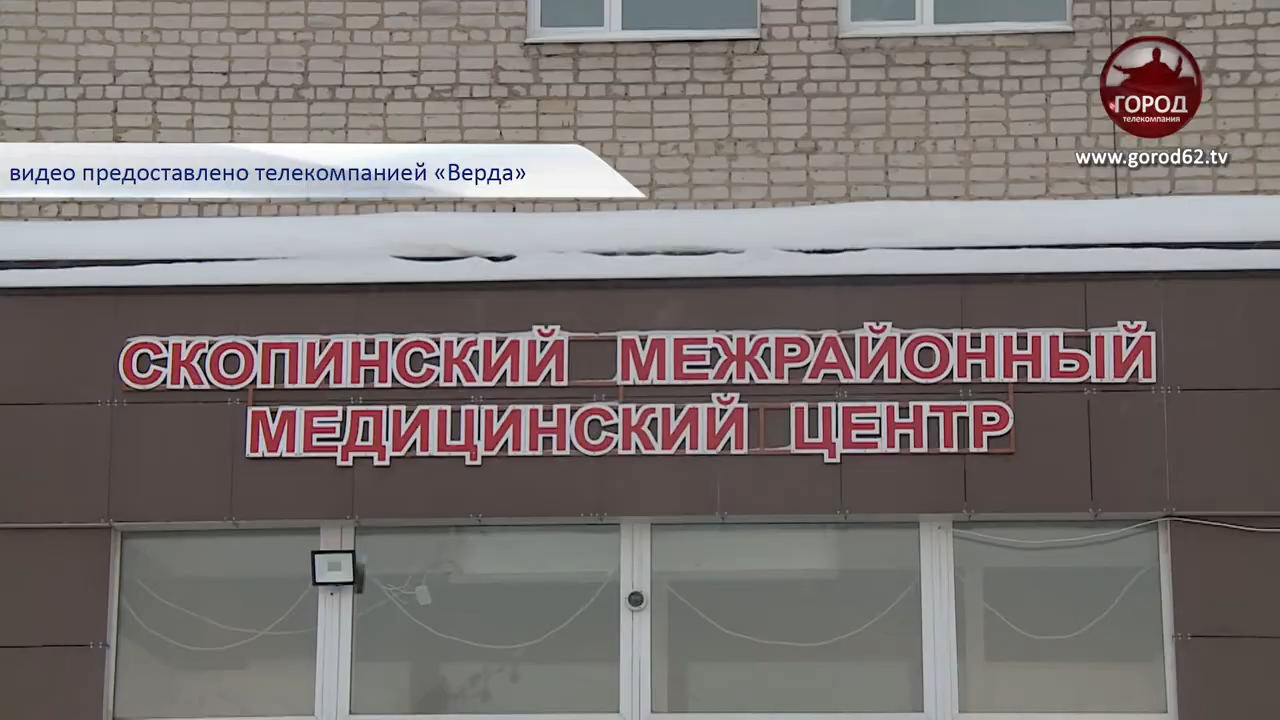 ГОРОД
телекомпания
www.gorod62.tv
видео предоставлено телекомпанией «Верда»
СКОПИНСКИЙ МЕЖРАЙОННЫЙ
МЕДИЦИНСКИЙ ЦЕНТР